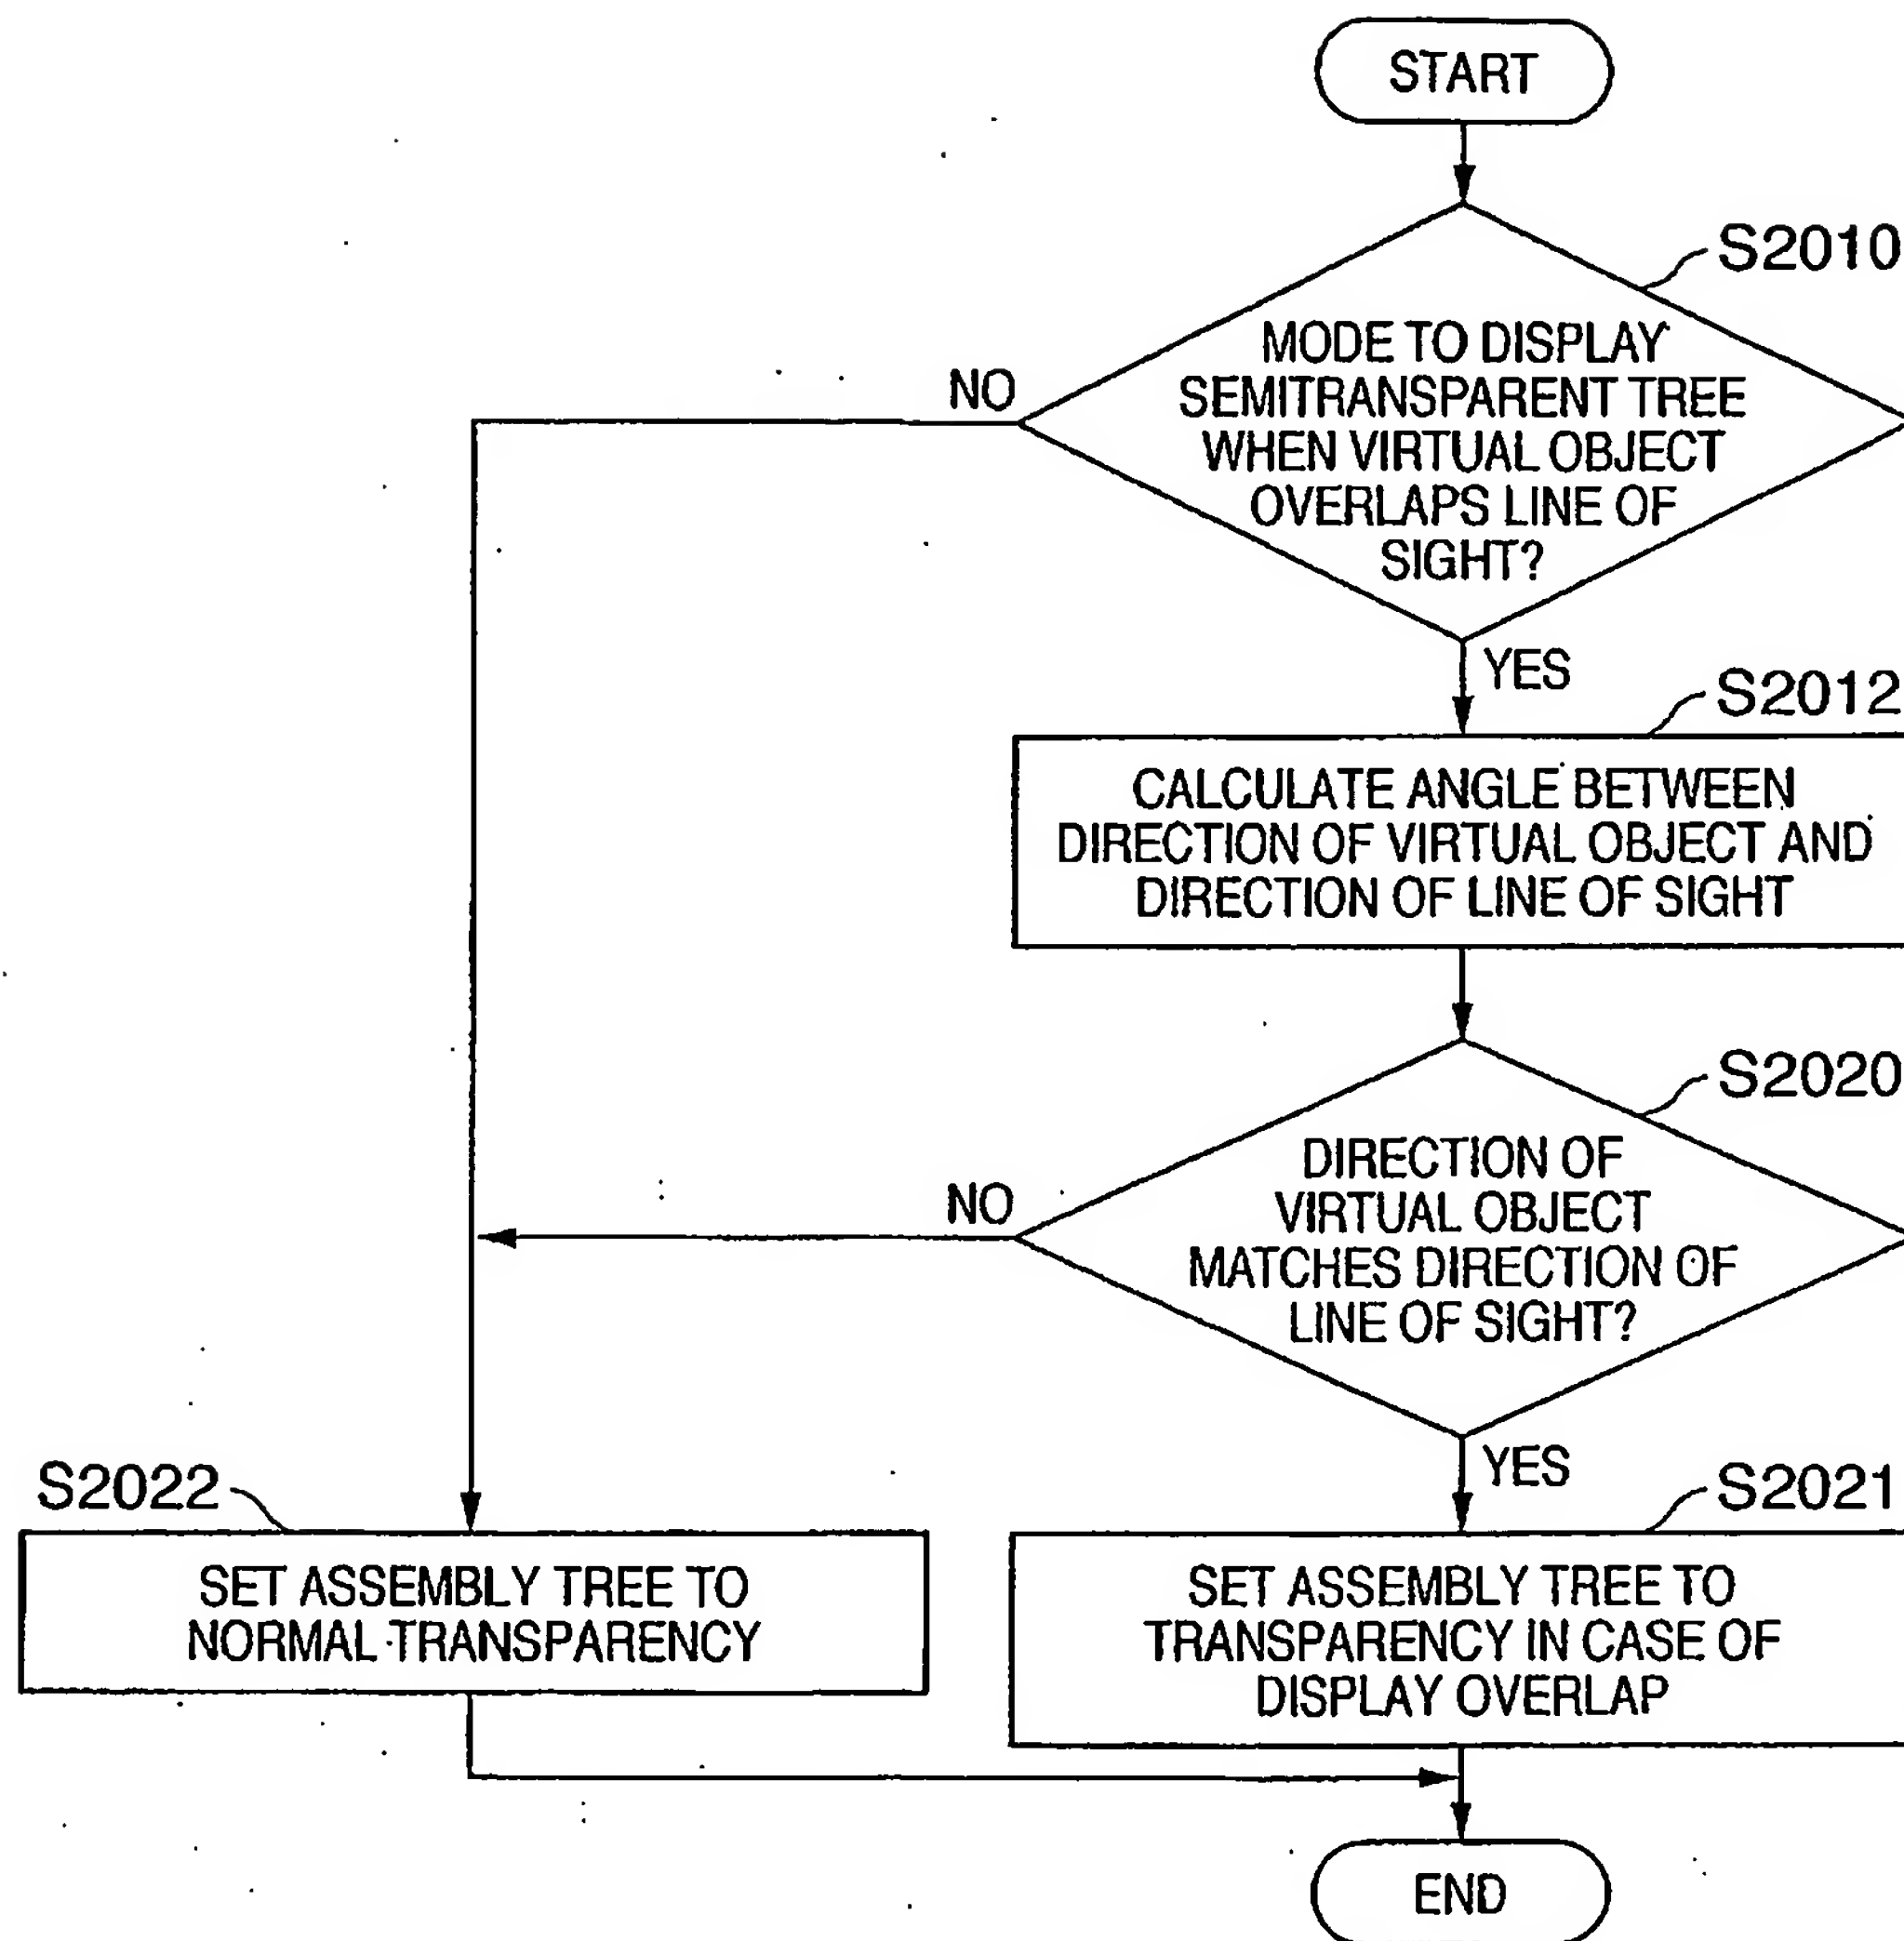 START
S2010
MODE TO DISPLAY
SEMITRANSPARENT TREE
WHEN VIRTUAL OBJECT
OVERLAPS LINE OF
SIGHT?
NO
YES
S2012
CALCULATE ANGLE BETWEEN
DIRECTION OF VIRTUAL OBJECT AND
DIRECTION OF LINE OF SIGHT
S2020
DIRECTION OF
VIRTUAL OBJECT
MATCHES DIRECTION OF
LINE OF SIGHT?
NO
YES
S2022
SET ASSEMBLY TREE TO
NORMAL TRANSPARENCY
S2021
SET ASSEMBLY TREE TO
TRANSPARENCY IN CASE OF
DISPLAY OVERLAP
END